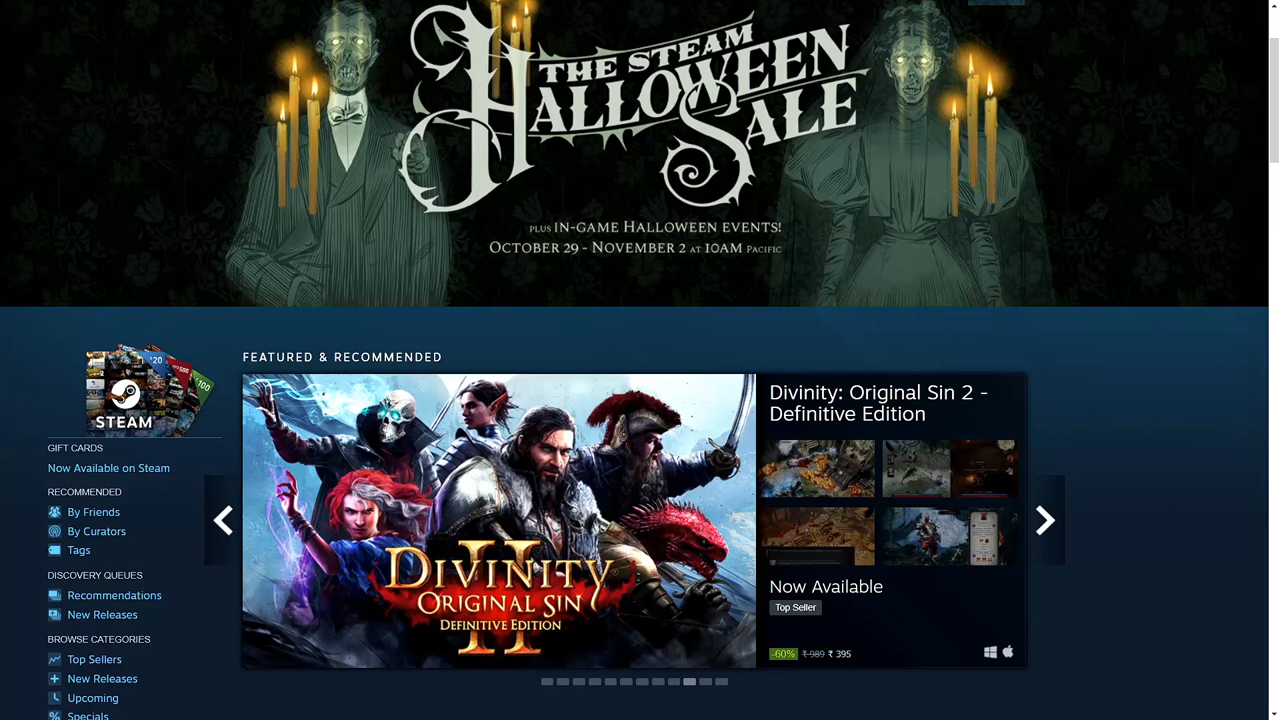 THE STEAM
HALLOWEEN
SALE
PLUS IN-GAME HALLOWEEN EVENTS!
OCTOBER 29 - NOVEMBER 2 AT 10AM PACIFIC
STEAM
FEATURED & RECOMMENDED
GIFT CARDS
Now Available on Steam
RECOMMENDED
By Friends
By Curators
Tags
DISCOVERY QUEUES
Recommendations
New Releases
BROWSE CATEGORIES
Top Sellers
New Releases
Upcoming
Specials
DIVINITY
II
ORIGINAL SIN
DEFINITIVE EDITION
Divinity: Original Sin 2 -
Definitive Edition
Now Available
Top Seller
-60% ₹ 989 ₹ 395